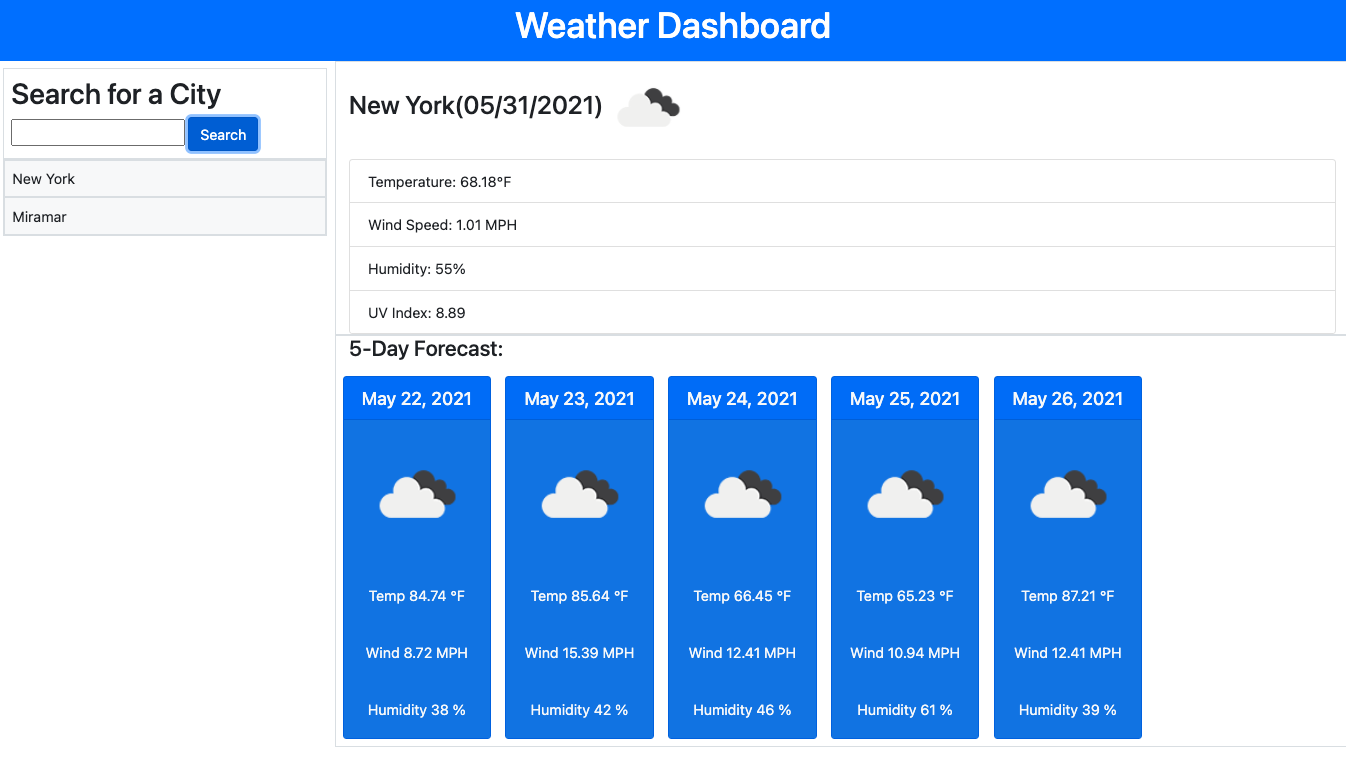 Weather Dashboard
Search for a City
Search
New York
Miramar
New York(05/31/2021)
Temperature: 68.18°F
Wind Speed: 1.01 MPH
Humidity: 55%
UV Index: 8.89
5-Day Forecast:
May 22, 2021
Temp 84.74 °F
Wind 8.72 MPH
Humidity 38 %
May 23, 2021
Temp 85.64 °F
Wind 15.39 MPH
Humidity 42 %
May 24, 2021
Temp 66.45 °F
Wind 12.41 MPH
Humidity 46 %
May 25, 2021
Temp 65.23 °F
Wind 10.94 MPH
Humidity 61 %
May 26, 2021
Temp 87.21 °F
Wind 12.41 MPH
Humidity 39 %